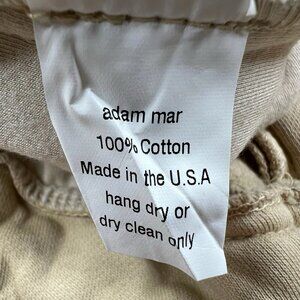 adam mar
100% Cotton
Made in the U.S.A
hang dry or
dry clean only